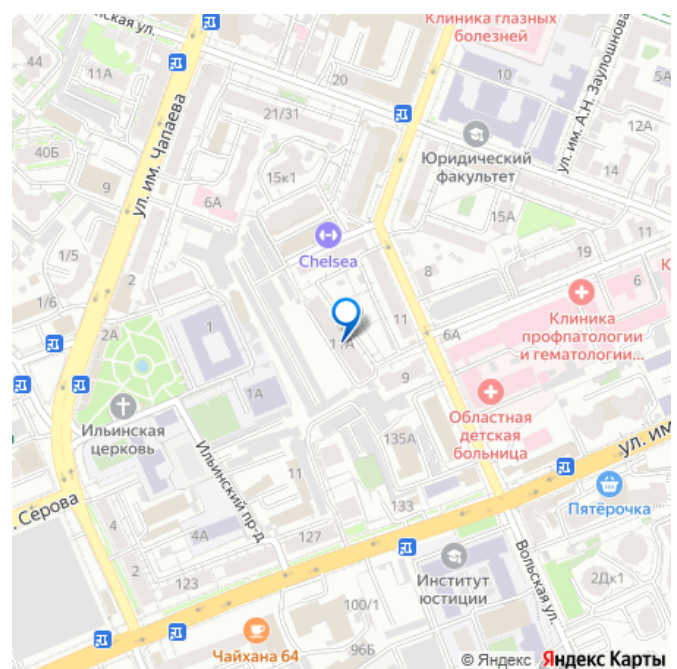 Клиника глазных
болезней
нская ул.
44
11А
20
10
5А
ул. им. А.Н. Заулошнова
21/31
12А
ул. им. Чапаева
40Б
9
15к1
Юридический
факультет
6А
15А
Chelsea
19
11
1/5
2
8
6
К
1/6
2А
1
17А
11
6А
Клиника
профпатологии
и гематологии...
9
1А
Ильинская
церковь
135А
Областная
детская
больница
ул. им
Ильинский пр-д
11
Серова
4
4А
133
Пятёрочка
127
2
123
Вольская ул.
Институт
юстиции
2Дк1
100/1
Чайхана 64
96Б
© Яндекс Яндекс Карты